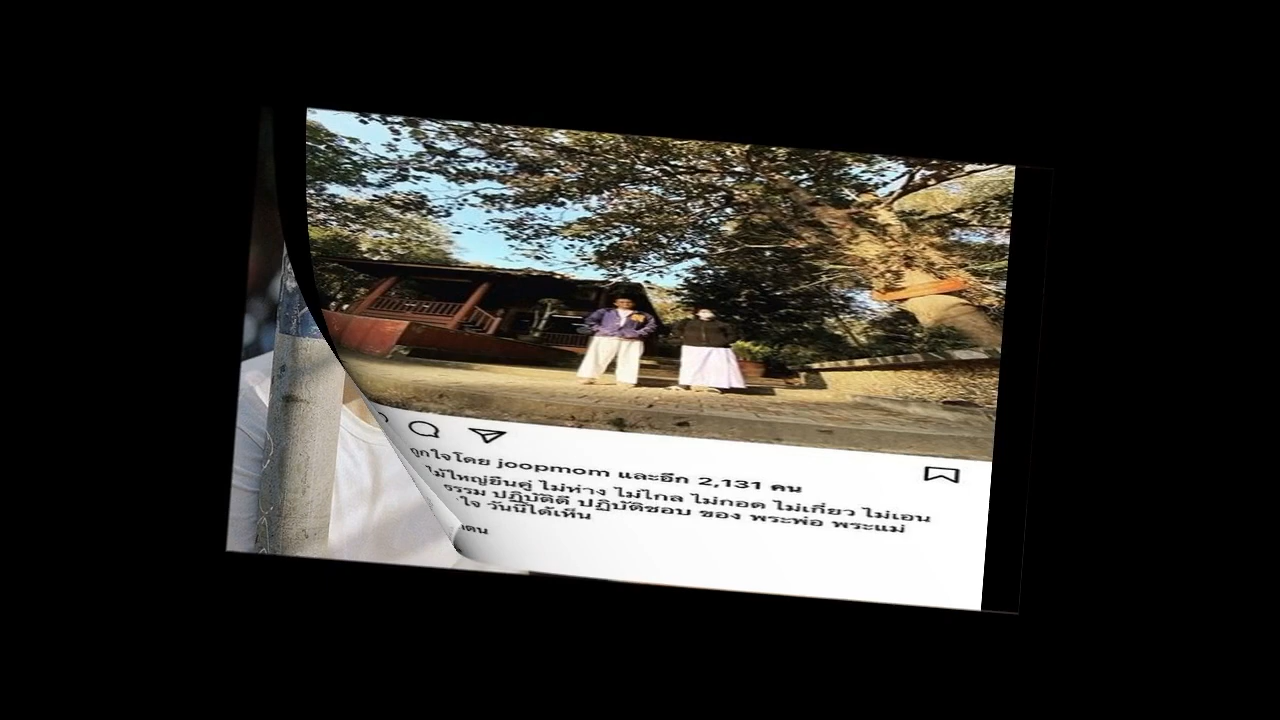 ถูกใจโดย joopmom และอีก 2,131 คน
ไม้ใหญ่ยืนคู่ ไม่ห่าง ไม่ไกล ไม่กอด ไม่เกี่ยว ไม่เอน
ธรรม ปฏิบัติดี ปฏิบัติชอบ ของ พระพ่อ พระแม่
ใจ วันนี้ได้เห็น